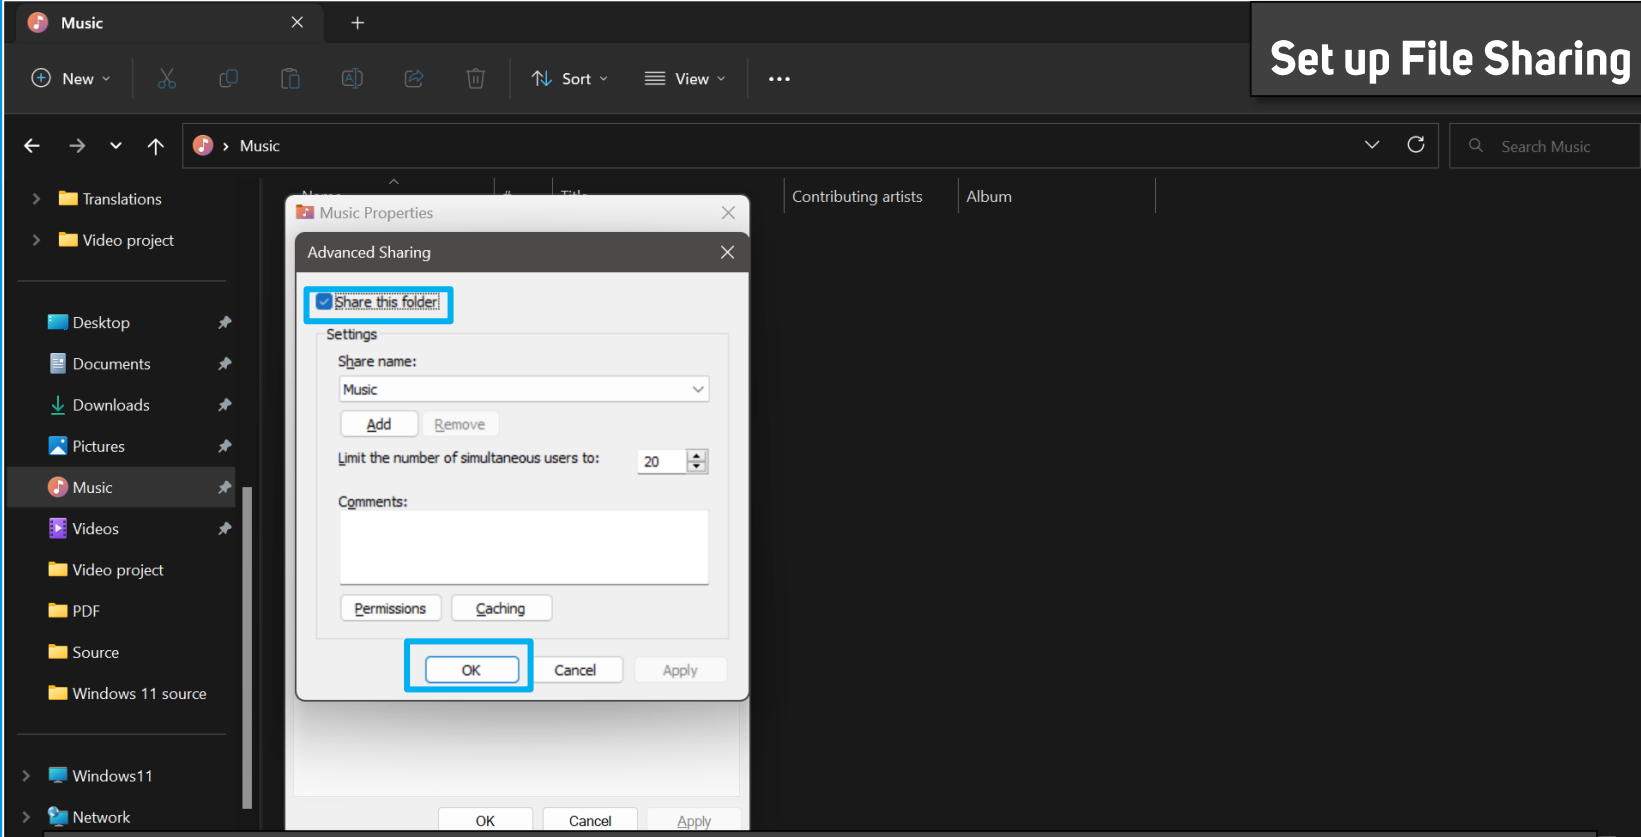 Music
Set up File Sharing
New
Sort
View
Music
Search Music
Translations
Video project
Desktop
Documents
Downloads
Pictures
Music
Videos
Video project
PDF
Source
Windows 11 source
Windows11
Network
Contributing artists
Album
Music Properties
Advanced Sharing
Share this folder
Settings
Share name:
Music
Add
Remove
Limit the number of simultaneous users to:
20
Comments:
Permissions
Caching
OK
Cancel
Apply
OK
Cancel
Apply